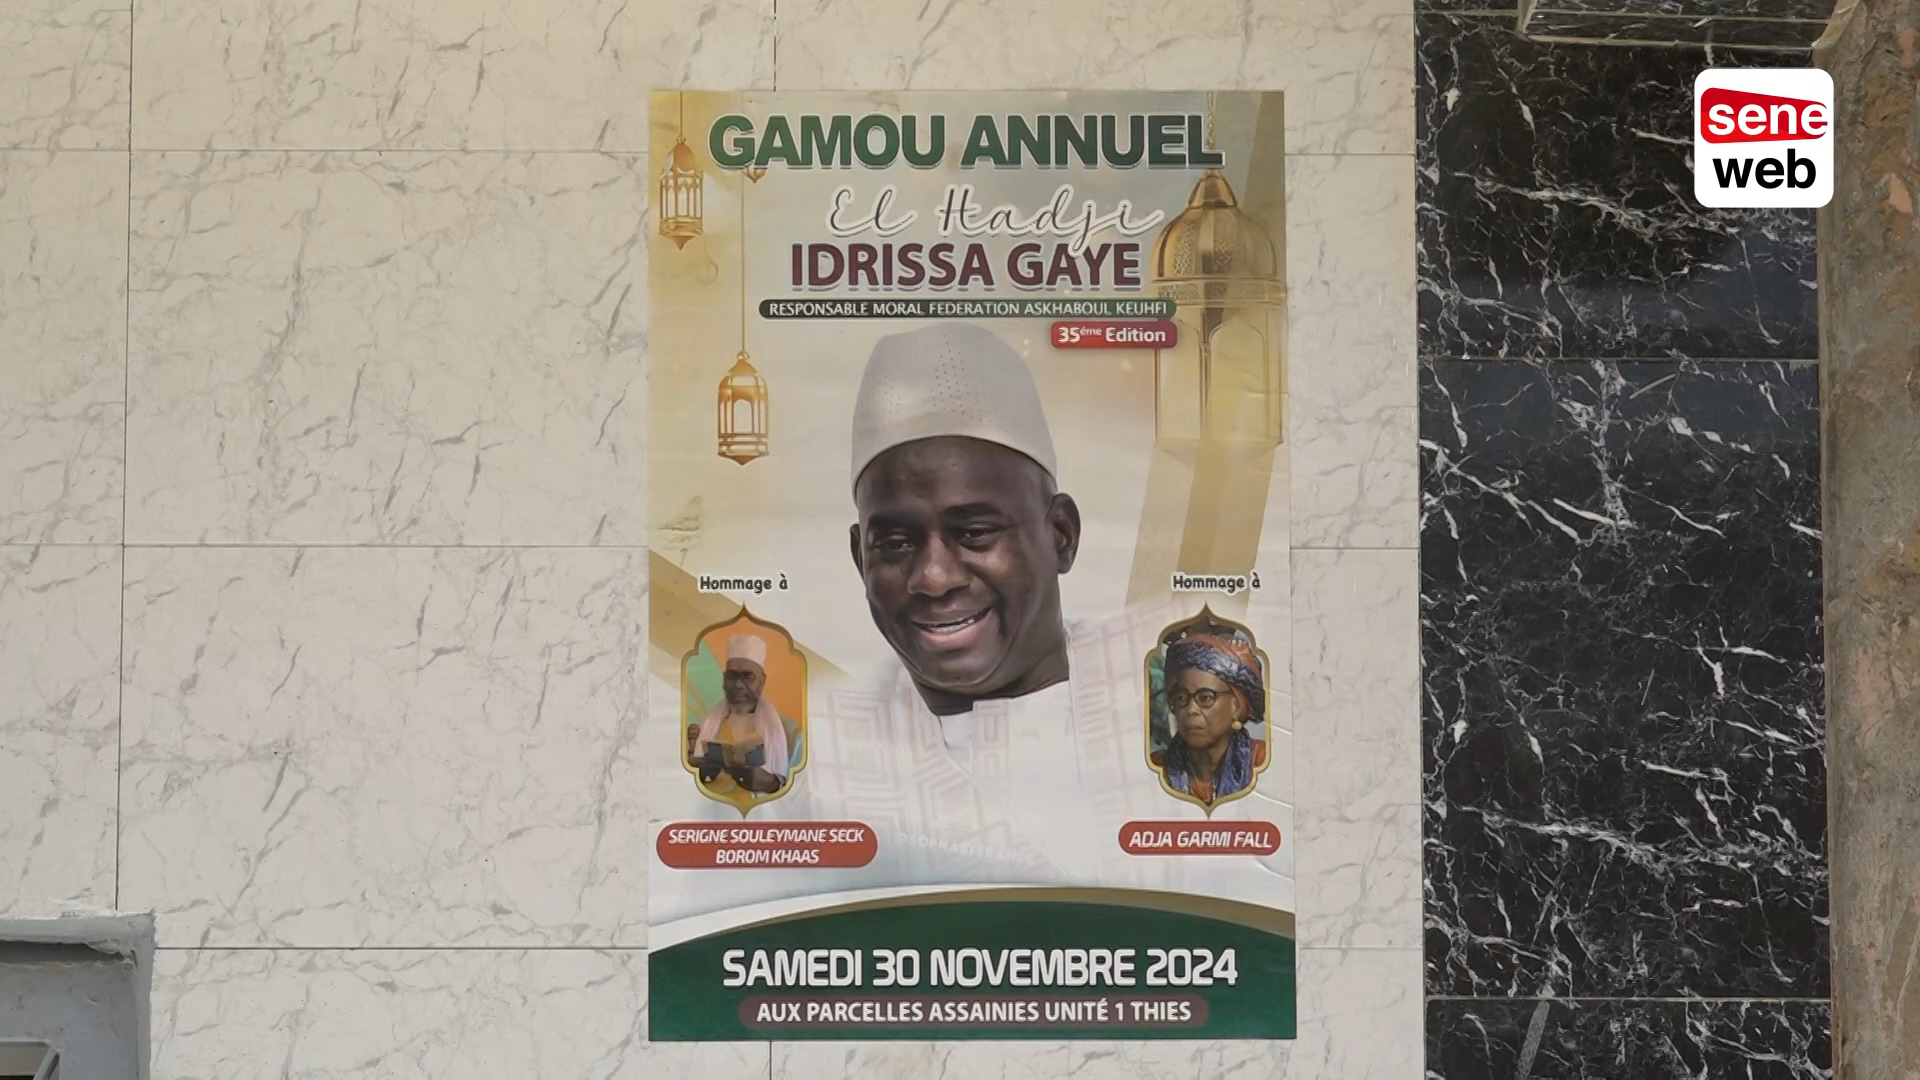 sene
web
GAMOU ANNUEL
El Hadji
IDRISSA GAYE
RESPONSABLE MORAL FEDERATION ASKHABOUL KEUHFI
35éme Edition
Hommage à
Hommage à
SERIGNE SOULEYMANE SECK
BOROM KHAAS
ADJA GARMI FALL
SAMEDI 30 NOVEMBRE 2024
AUX PARCELLES ASSAINIES UNITÉ 1 THIES